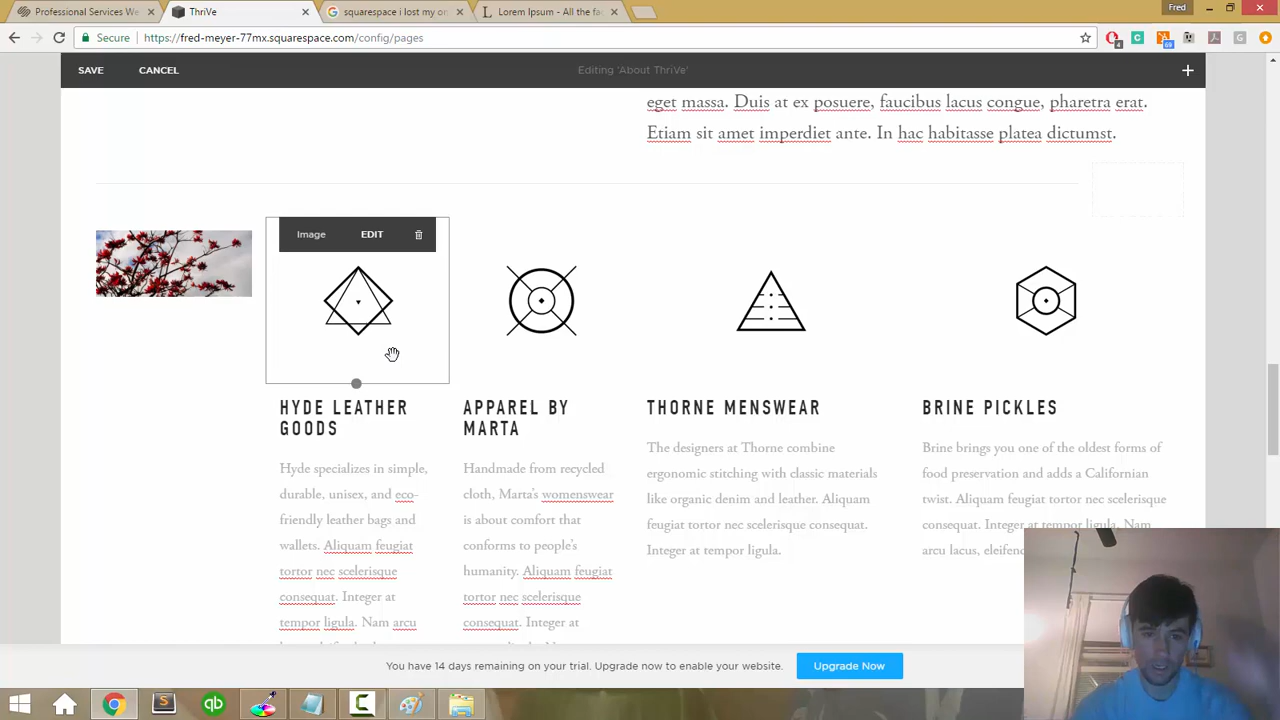 Professional Services We
ThriVe
squarespace i lost my or
Lorem Ipsum - All the fa
Fred
Secure
https://fred-meyer-77mx.squarespace.com/config/pages
4
69
SAVE
CANCEL
Editing 'About ThriVe'
eget massa. Duis at ex posuere, faucibus lacus congue, pharetra erat.
Etiam sit amet imperdiet ante. In hac habitasse platea dictumst.
Image
EDIT
HYDE LEATHER
GOODS
Hyde specializes in simple,
durable, unisex, and eco-
friendly leather bags and
wallets. Aliquam feugiat
tortor nec scelerisque
consequat. Integer at
tempor ligula. Nam arcu
APPAREL BY
MARTA
Handmade from recycled
cloth, Marta's womenswear
is about comfort that
conforms to people's
humanity. Aliquam feugiat
tortor nec scelerisque
consequat. Integer at
THORNE MENSWEAR
The designers at Thorne combine
ergonomic stitching with classic materials
like organic denim and leather. Aliquam
feugiat tortor nec scelerisque consequat.
Integer at tempor ligula.
BRINE PICKLES
Brine brings you one of the oldest forms of
food preservation and adds a Californian
twist. Aliquam feugiat tortor nec scelerisque
consequat. Integer at tempor ligula. Nam
arcu lacus,
You have 14 days remaining on your trial. Upgrade now to enable your website.
Upgrade Now